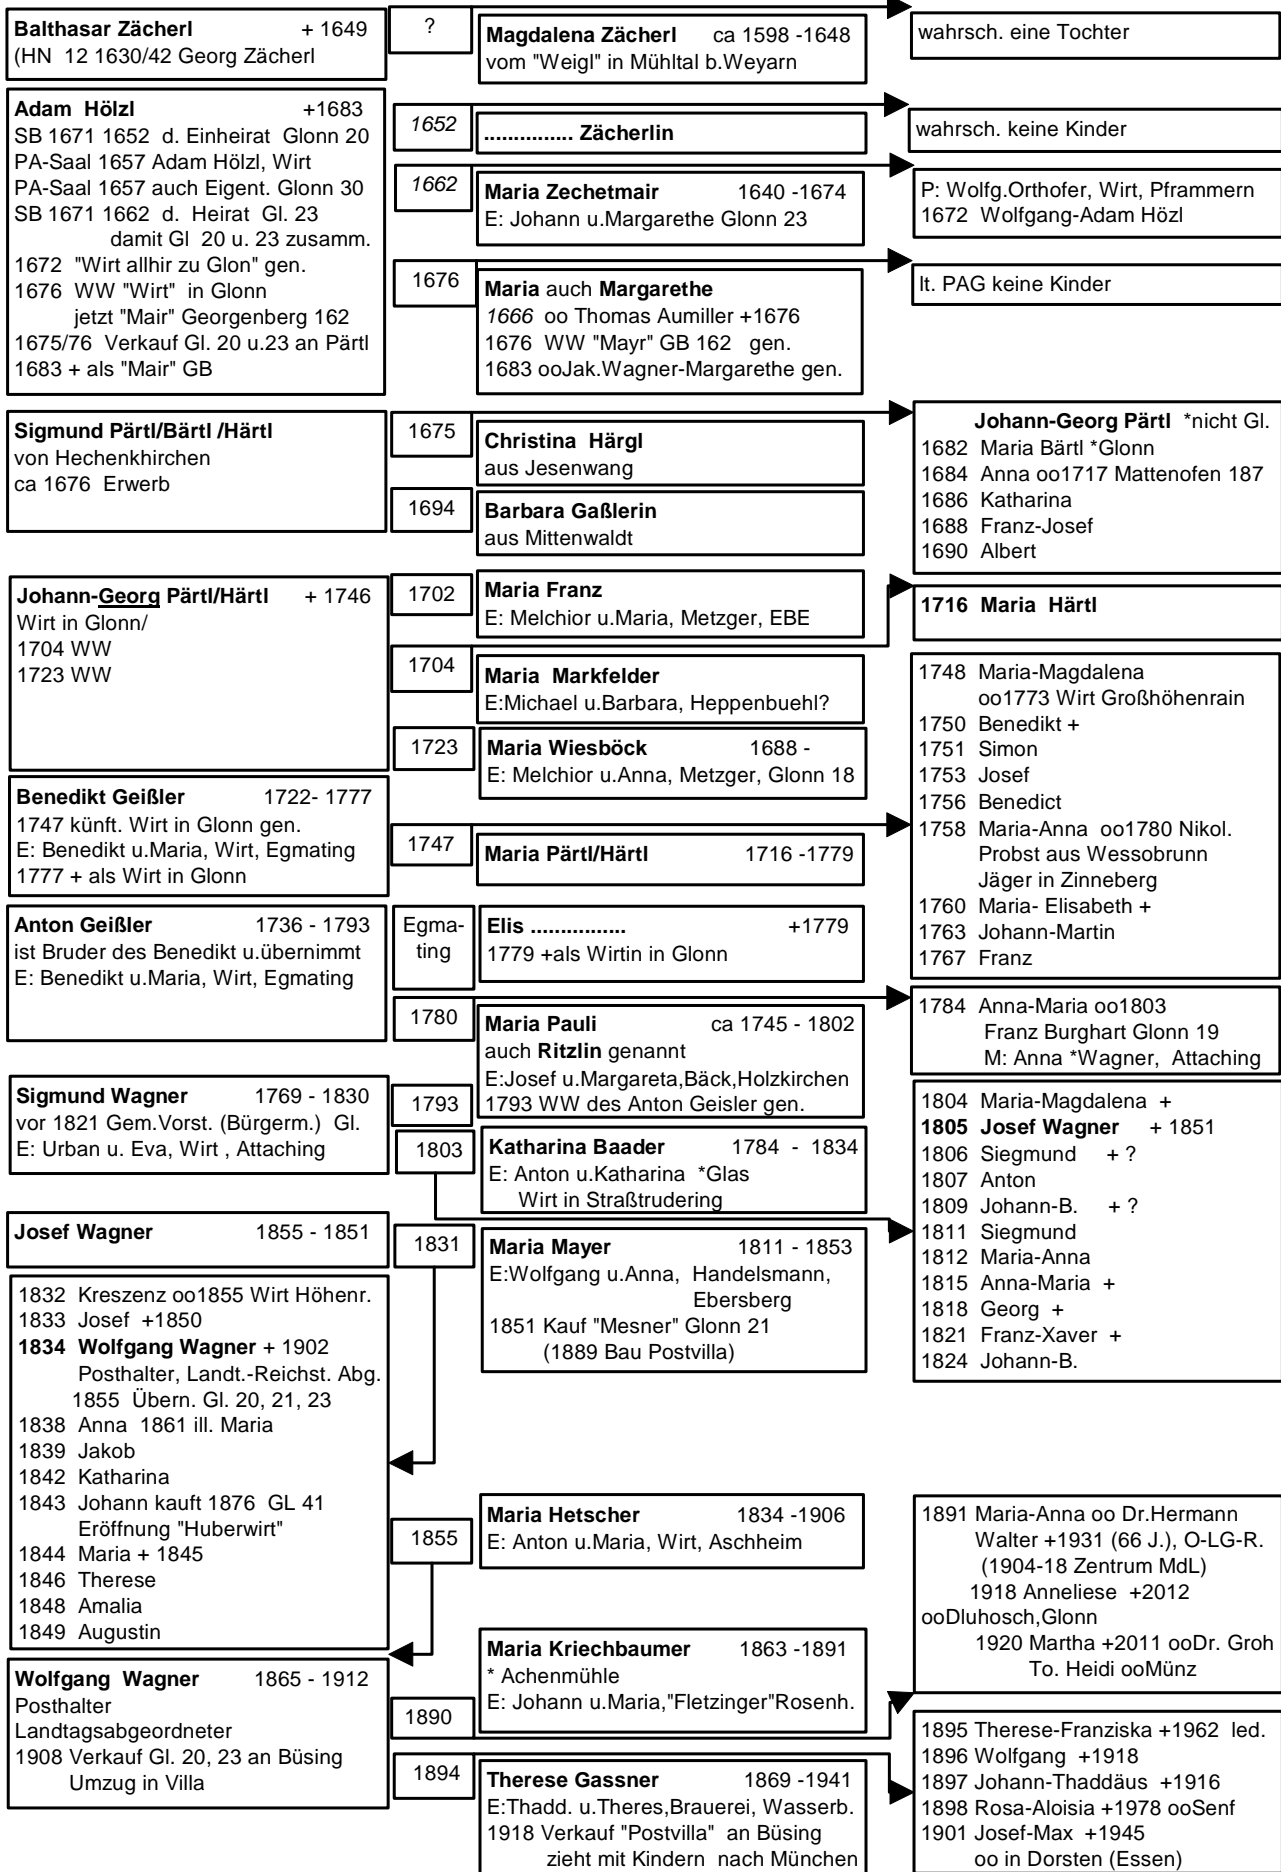 Balthasar Zächerl + 1649
(HN 12 1630/42 Georg Zächerl
?
Magdalena Zächerl ca 1598 -1648
vom "Weigl" in Mühltal b.Weyarn
wahrsch. eine Tochter
Adam Hölzl +1683
SB 1671 1652 d. Einheirat Glonn 20
PA-Saal 1657 Adam Hölzl, Wirt
PA-Saal 1657 auch Eigent. Glonn 30
SB 1671 1662 d. Heirat Gl. 23
damit Gl 20 u. 23 zusamm.
1672 "Wirt allhir zu Glon" gen.
1676 WW "Wirt" in Glonn
jetzt "Mair" Georgenberg 162
1675/76 Verkauf Gl. 20 u.23 an Pärtl
1683 + als "Mair" GB
1652
............... Zächerlin
wahrsch. keine Kinder
1662
Maria Zechetmair 1640 -1674
E: Johann u.Margarethe Glonn 23
P: Wolfg.Orthofer, Wirt, Pframmern
1672 Wolfgang-Adam Hözl
1676
Maria auch Margarethe
1666 oo Thomas Aumiller +1676
1676 WW "Mayr" GB 162 gen.
1683 ooJak.Wagner-Margarethe gen.
lt. PAG keine Kinder
Sigmund Pärtl/Bärtl /Härtl
von Hechenkhirchen
ca 1676 Erwerb
1675
Christina Härgl
aus Jesenwang
1694
Barbara Gaßlerin
aus Mittenwaldt
Johann-Georg Pärtl *nicht Gl.
1682 Maria Bärtl *Glonn
1684 Anna oo1717 Mattenofen 187
1686 Katharina
1688 Franz-Josef
1690 Albert
Johann-Georg Pärtl/Härtl + 1746
Wirt in Glonn/
1704 WW
1723 WW
1702
Maria Franz
E: Melchior u.Maria, Metzger, EBE
1704
Maria Markfelder
E:Michael u.Barbara, Heppenbuehl?
1716 Maria Härtl
1723
Maria Wiesböck 1688 -
E: Melchior u.Anna, Metzger, Glonn 18
Benedikt Geißler 1722- 1777
1747 künft. Wirt in Glonn gen.
E: Benedikt u.Maria, Wirt, Egmating
1777 + als Wirt in Glonn
1747
Maria Pärtl/Härtl 1716 -1779
1748 Maria-Magdalena
oo1773 Wirt Großhöhenrain
1750 Benedikt +
1751 Simon
1753 Josef
1756 Benedict
1758 Maria-Anna oo1780 Nikol.
Probst aus Wessobrunn
Jäger in Zinneberg
1760 Maria- Elisabeth +
1763 Johann-Martin
1767 Franz
Anton Geißler 1736 - 1793
ist Bruder des Benedikt u.übernimmt
E: Benedikt u.Maria, Wirt, Egmating
Egma-
ting
Elis ................ +1779
1779 +als Wirtin in Glonn
1780
Maria Pauli ca 1745 - 1802
auch Ritzlin genannt
E:Josef u.Margareta,Bäck,Holzkirchen
1793 WW des Anton Geisler gen.
1784 Anna-Maria oo1803
Franz Burghart Glonn 19
M: Anna *Wagner, Attaching
Sigmund Wagner 1769 - 1830
vor 1821 Gem.Vorst. (Bürgerm.) Gl.
E: Urban u. Eva, Wirt , Attaching
1793
1803
Katharina Baader 1784 - 1834
E: Anton u.Katharina *Glas
Wirt in Straßtrudering
1804 Maria-Magdalena +
1805 Josef Wagner + 1851
1806 Siegmund + ?
1807 Anton
1809 Johann-B. + ?
1811 Siegmund
1812 Maria-Anna
1815 Anna-Maria +
1818 Georg +
1821 Franz-Xaver +
1824 Johann-B.
Josef Wagner 1855 - 1851
1831
Maria Mayer 1811 - 1853
E:Wolfgang u.Anna, Handelsmann,
Ebersberg
1851 Kauf "Mesner" Glonn 21
(1889 Bau Postvilla)
1832 Kreszenz oo1855 Wirt Höhenr.
1833 Josef +1850
1834 Wolfgang Wagner + 1902
Posthalter, Landt.-Reichst. Abg.
1855 Übern. Gl. 20, 21, 23
1838 Anna 1861 ill. Maria
1839 Jakob
1842 Katharina
1843 Johann kauft 1876 GL 41
Eröffnung "Huberwirt"
1844 Maria + 1845
1846 Therese
1848 Amalia
1849 Augustin
1855
Maria Hetscher 1834 -1906
E: Anton u.Maria, Wirt, Aschheim
Wolfgang Wagner 1865 - 1912
Posthalter
Landtagsabgeordneter
1908 Verkauf Gl. 20, 23 an Büsing
Umzug in Villa
1890
Maria Kriechbaumer 1863 -1891
* Achenmühle
E: Johann u.Maria,"Fletzinger"Rosenh.
1891 Maria-Anna oo Dr.Hermann
Walter +1931 (66 J.), O-LG-R.
(1904-18 Zentrum MdL)
1918 Anneliese +2012
ooDluhosch,Glonn
1920 Martha +2011 ooDr. Groh
To. Heidi ooMünz
1894
Therese Gassner 1869 -1941
E:Thadd. u.Theres,Brauerei, Wasserb.
1918 Verkauf "Postvilla" an Büsing
zieht mit Kindern nach München
1895 Therese-Franziska +1962 led.
1896 Wolfgang +1918
1897 Johann-Thaddäus +1916
1898 Rosa-Aloisia +1978 ooSenf
1901 Josef-Max +1945
oo in Dorsten (Essen)